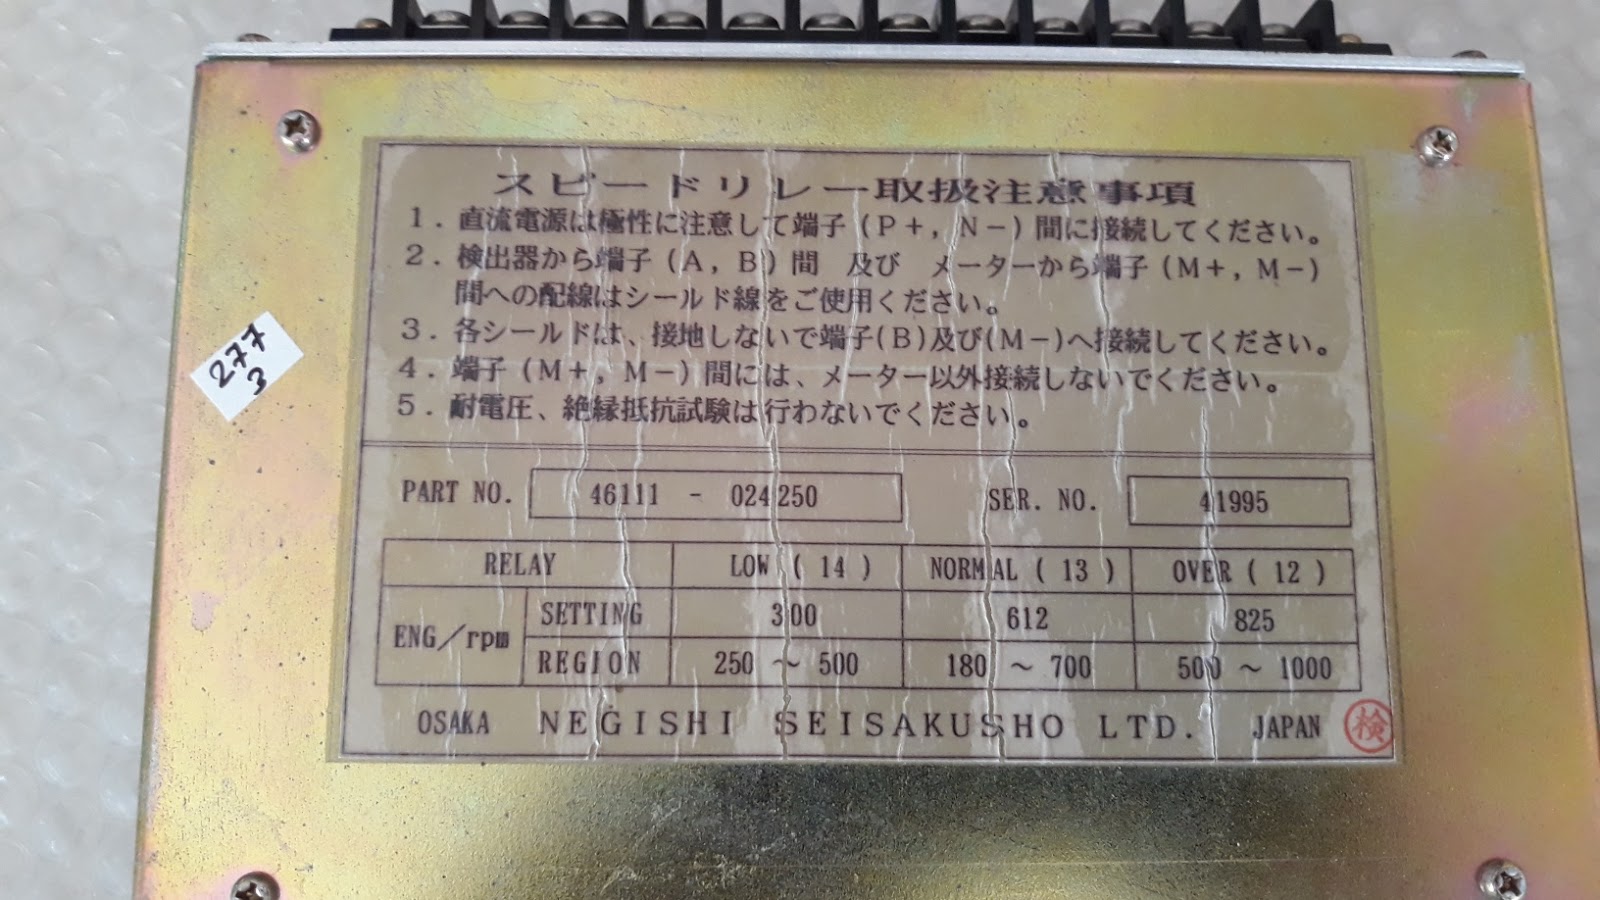 スピードリレー取扱注意事項
1. 直流電源は極性に注意して端子(P+, N-)間に接続してください。
2. 検出器から端子(A, B)間 及び メーターから端子(M+, M-)
間への配線はシールド線をご使用ください。
3. 各シールドは、接地しないで端子(B)及び(M-)へ接続してください。
4. 端子(M+, M-)間には、メーター以外接続しないでください。
5. 耐電圧、絶縁抵抗試験は行わないでください。
277
3
PART NO. 46111 - 024250 SER. NO. 41995
RELAY LOW ( 14 ) NORMAL ( 13 ) OVER ( 12 )
ENG/rpm SETTING 300 612 825
REGION 250 ~ 500 180 ~ 700 500 ~ 1000
OSAKA NEGISHI SEISAKUSHO LTD. JAPAN 検